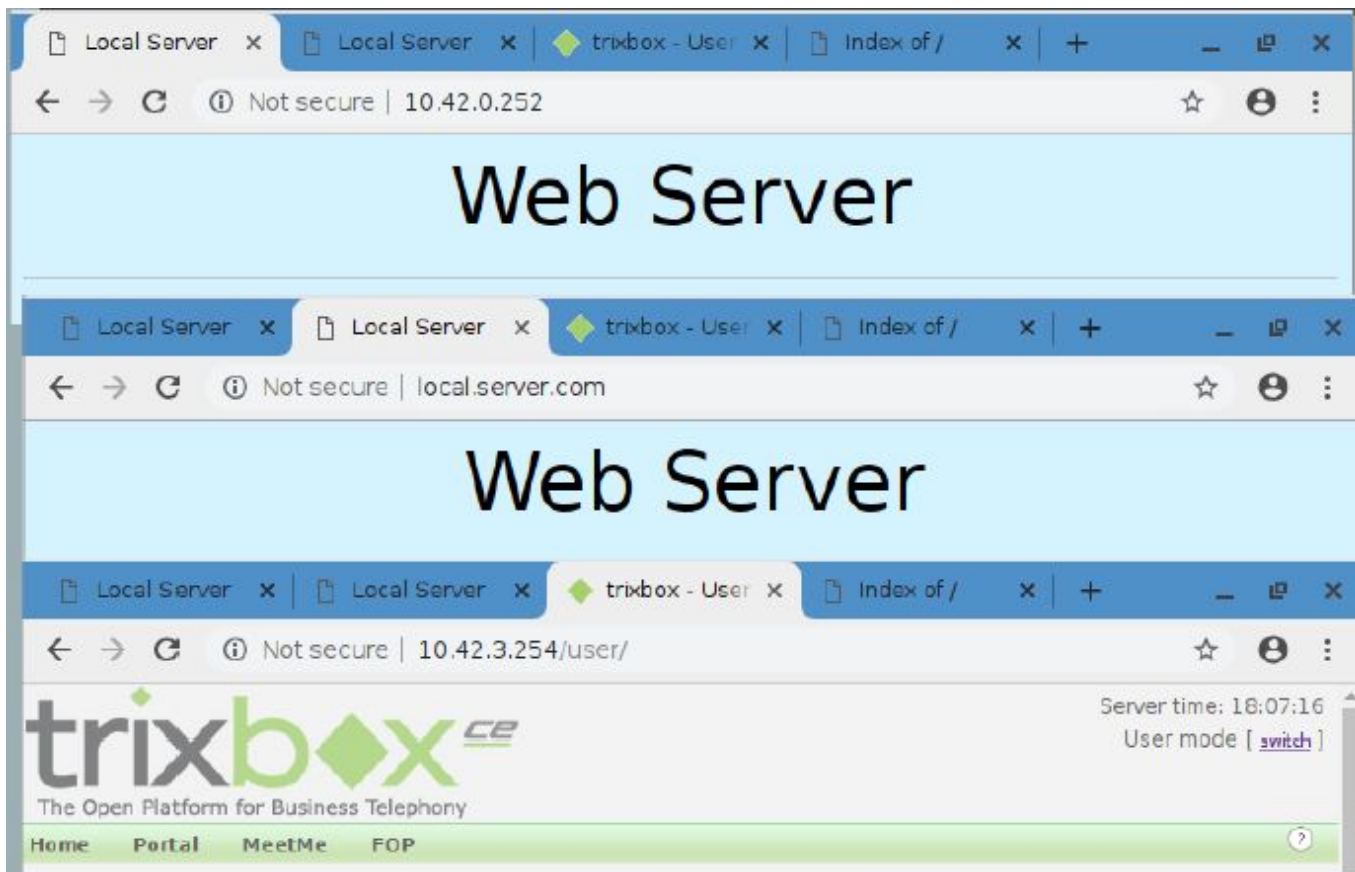 Local Server Local Server trixbox - User Index of /
Not secure | 10.42.0.252
Web Server
Local Server Local Server trixbox - User Index of /
Not secure | local.server.com
Web Server
Local Server Local Server trixbox - User Index of /
Not secure | 10.42.3.254/user/
trixbox ce
Server time: 18:07:16
User mode [ switch ]
The Open Platform for Business Telephony
Home Portal MeetMe FOP ?